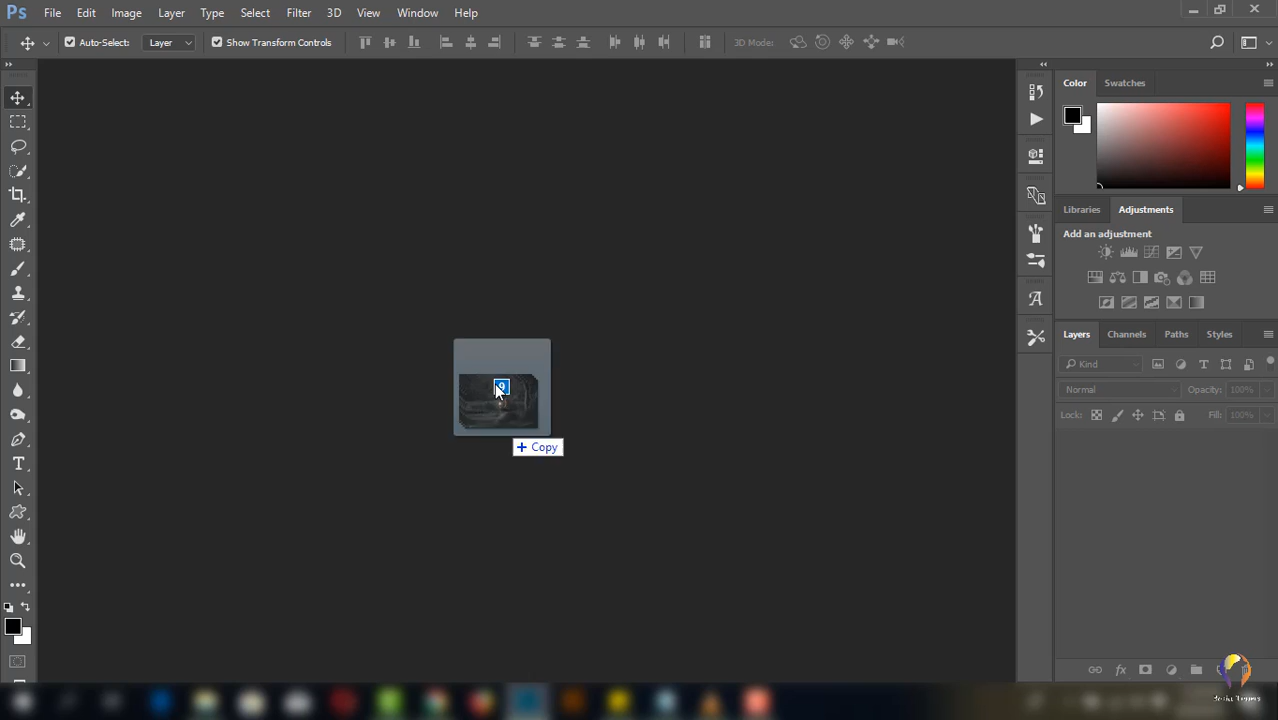 Ps File Edit Image Layer Type Select Filter 3D View Window Help
Auto-Select: Layer Show Transform Controls 3D Mode:
Color Swatches
Libraries Adjustments
Add an adjustment
Layers Channels Paths Styles
Kind
Normal Opacity: 100%
Lock: Fill: 100%
9
+ Copy